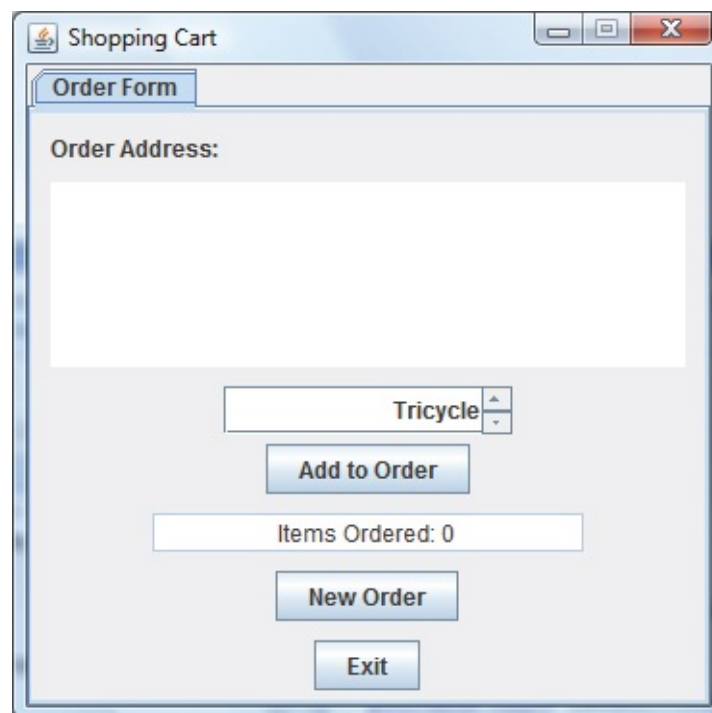 Shopping Cart
Order Form
Order Address:
Tricycle
Add to Order
Items Ordered: 0
New Order
Exit